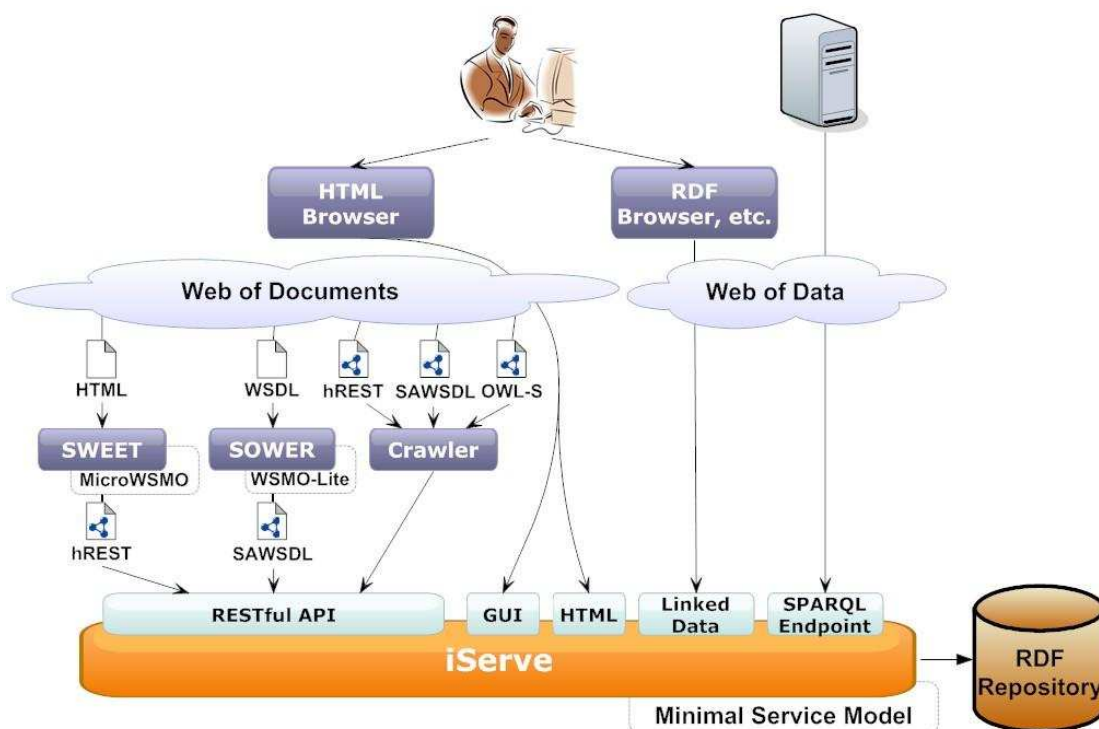 HTML
Browser
RDF
Browser, etc.
Web of Documents
Web of Data
HTML
WSDL
hREST
SAWSDL
OWL-S
SWEET
MicroWSMO
SOWER
WSMO-Lite
Crawler
hREST
SAWSDL
RESTful API
GUI
HTML
Linked
Data
SPARQL
Endpoint
iServe
RDF
Repository
Minimal Service Model